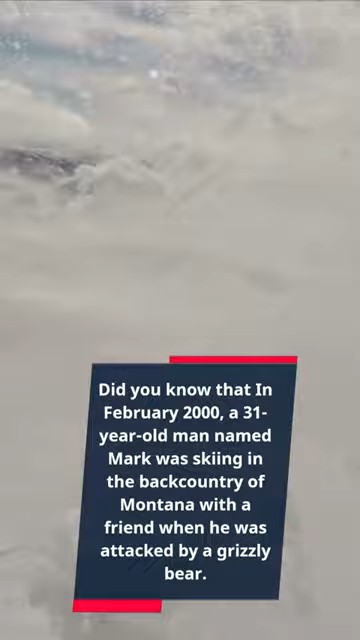 Did you know that In
February 2000, a 31-
year-old man named
Mark was skiing in
the backcountry of
Montana with a
friend when he was
attacked by a grizzly
bear.